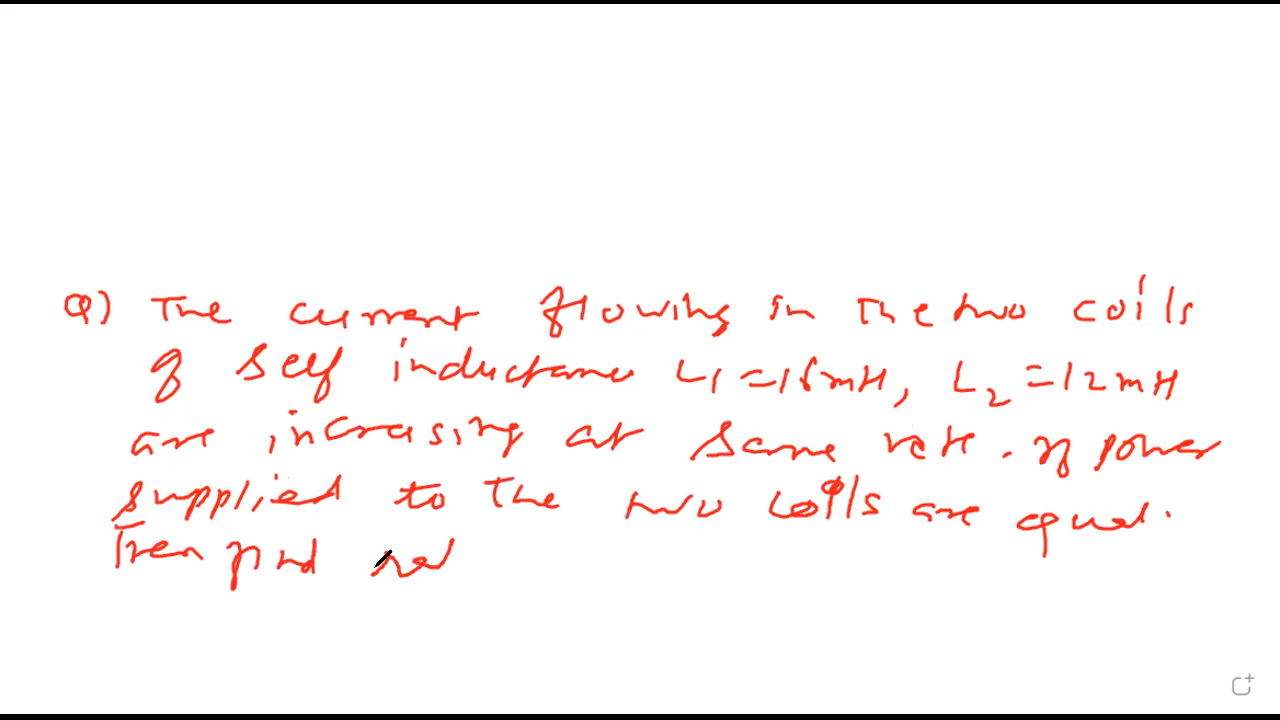 Q) The current flowing in the two coils
of self inductance L1 = 16mH, L2 = 12mH
are increasing at same rate. If power
supplied to the two coils are equal.
Then find